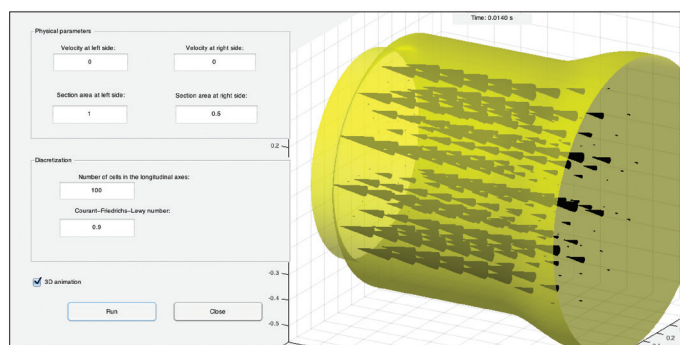 Time: 0.0140 s
Physical parameters
Velocity at left side: Velocity at right side:
0 0
Section area at left side: Section area at right side:
1 0.5
Discretization
Number of cells in the longitudinal axes:
100
Courant-Friedrichs-Lewy number:
0.9
3D animation
Run Close
0.2
-0.3
-0.4
-0.5
0.2